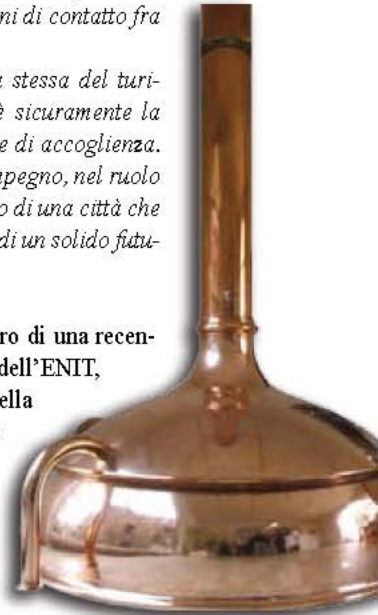 ni di contatto fra
a stessa del turi-
è sicuramente la
e di accoglienza.
pegno, nel ruolo
o di una città che
di un solido futu-
ro di una recen-
dell'ENIT,
ella